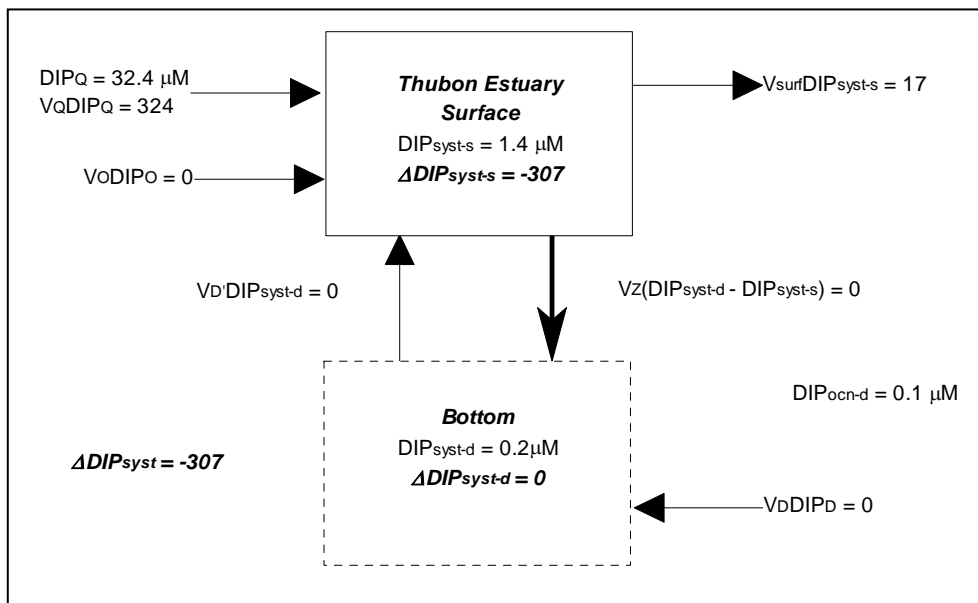 DIPQ = 32.4 μM
VQDIPQ = 324
Thubon Estuary
Surface
DIPsyst-s = 1.4 μM
ΔDIPsyst-s = -307
VsurfDIPsyst-s = 17
VODIPO = 0
VD'DIPsyst-d = 0
VZ(DIPsyst-d - DIPsyst-s) = 0
DIPocn-d = 0.1 μM
Bottom
DIPsyst-d = 0.2μM
ΔDIPsyst-d = 0
ΔDIPsyst = -307
VDDIPD = 0